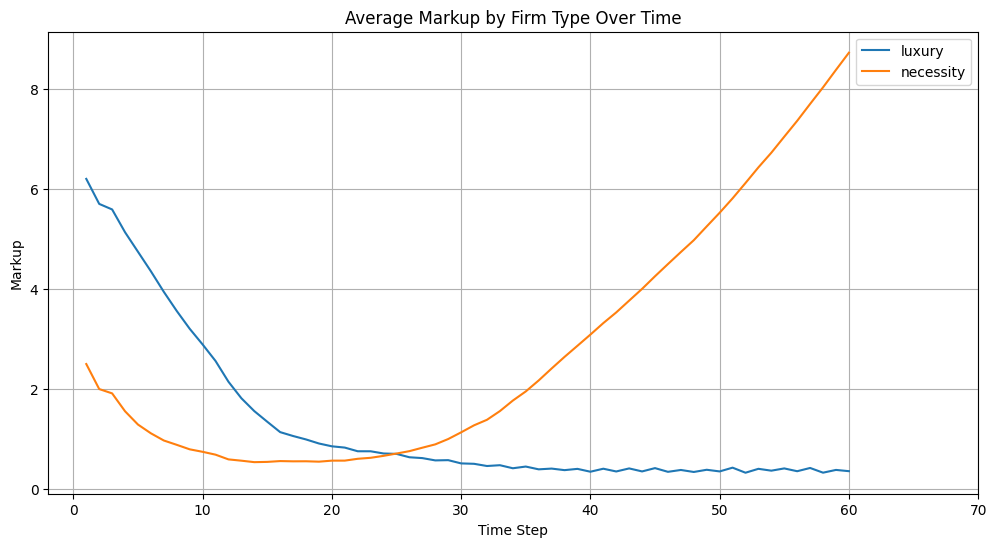 Average Markup by Firm Type Over Time
luxury
necessity
Markup
8
6
4
2
0
0 10 20 30 40 50 60 70
Time Step